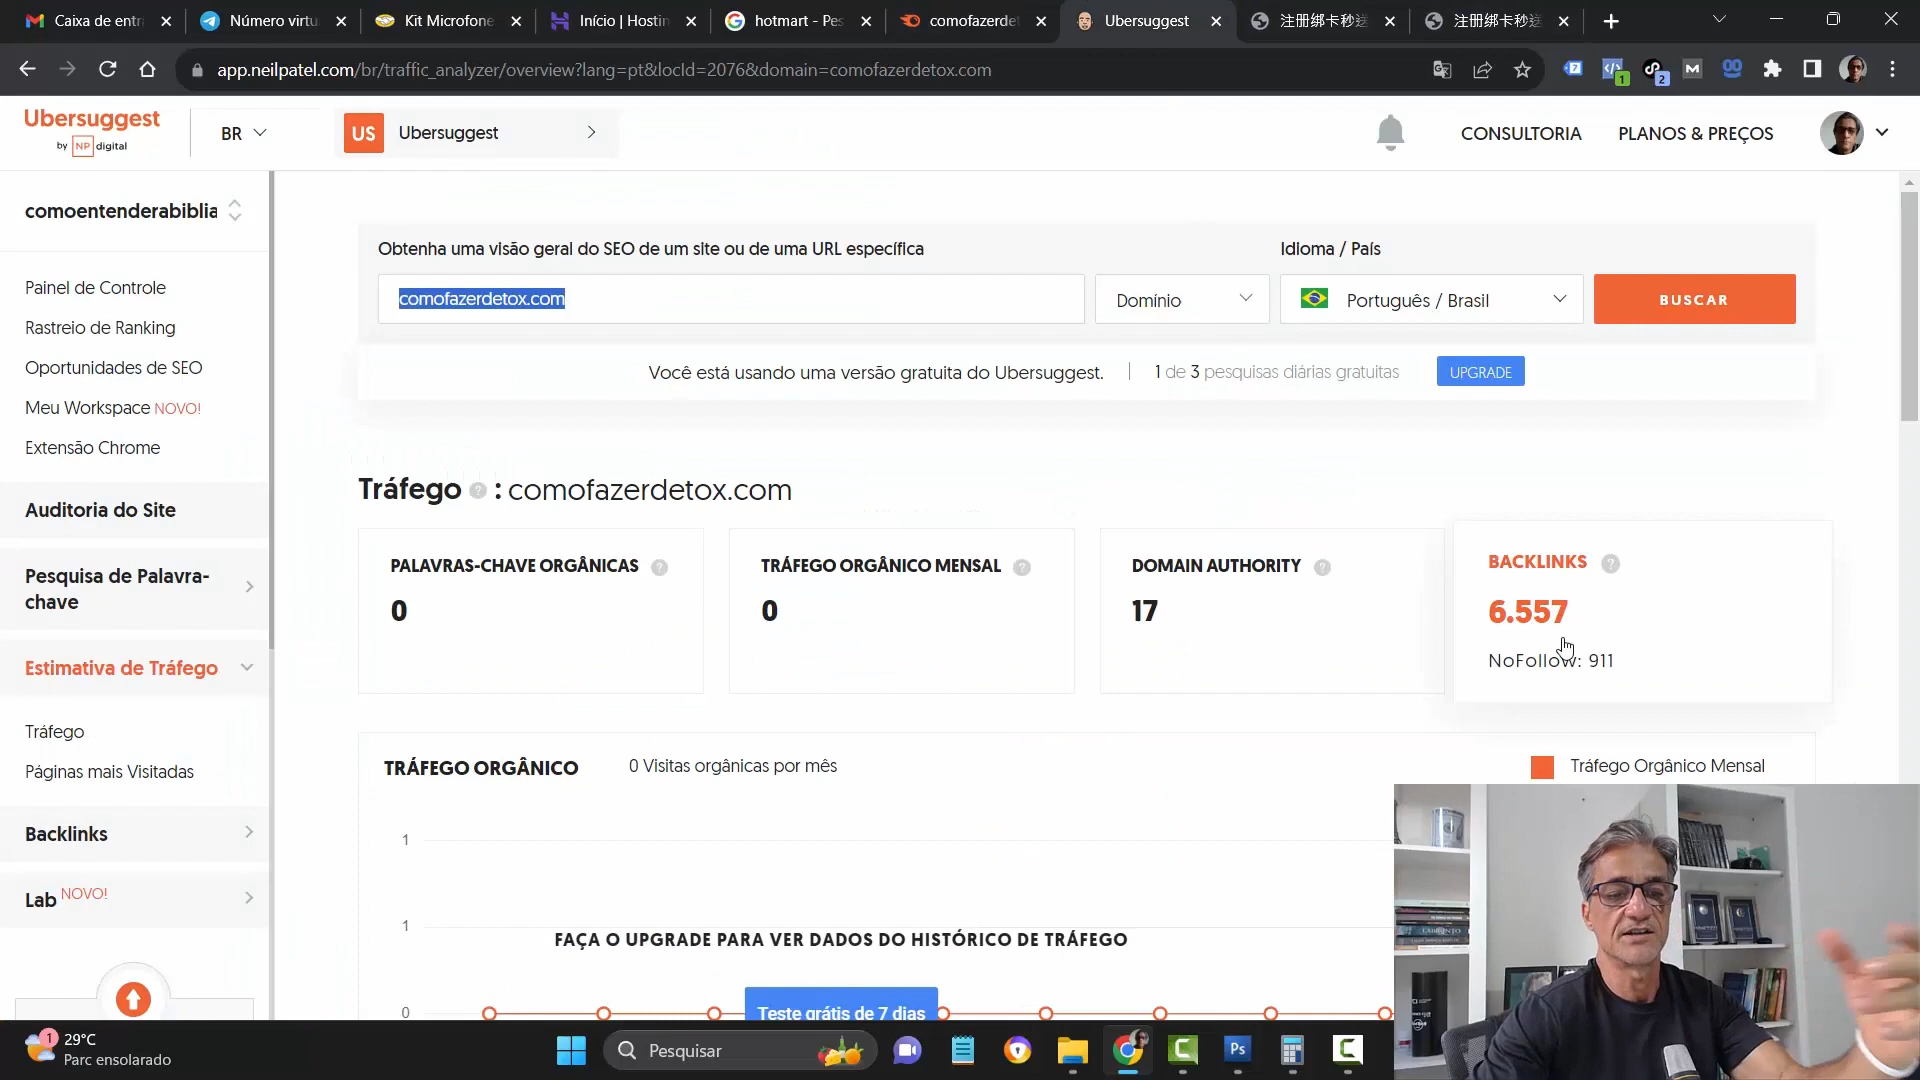 Caixa de entr
Número virtu
Kit Microfone
Início | Hostin
hotmart - Pes
comofazerdet
Ubersuggest
注册绑卡秒送
注册绑卡秒送
app.neilpatel.com/br/traffic_analyzer/overview?lang=pt&locId=2076&domain=comofazerdetox.com
Ubersuggest
by NP digital
BR
US Ubersuggest
CONSULTORIA
PLANOS & PREÇOS
comoentenderabiblia
Painel de Controle
Rastreio de Ranking
Oportunidades de SEO
Meu Workspace NOVO!
Extensão Chrome
Auditoria do Site
Pesquisa de Palavra-
chave
Estimativa de Tráfego
Tráfego
Páginas mais Visitadas
Backlinks
Lab NOVO!
Obtenha uma visão geral do SEO de um site ou de uma URL específica
Idioma / País
comofazerdetox.com
Domínio
Português / Brasil
BUSCAR
Você está usando uma versão gratuita do Ubersuggest.
1 de 3 pesquisas diárias gratuitas
UPGRADE
Tráfego ? : comofazerdetox.com
PALAVRAS-CHAVE ORGÂNICAS ?
0
TRÁFEGO ORGÂNICO MENSAL ?
0
DOMAIN AUTHORITY ?
17
BACKLINKS ?
6.557
NoFollow: 911
TRÁFEGO ORGÂNICO
0 Visitas orgânicas por mês
Tráfego Orgânico Mensal
1
1
FAÇA O UPGRADE PARA VER DADOS DO HISTÓRICO DE TRÁFEGO
0
Teste grátis de 7 dias
1
29°C
Parc ensolarado
Pesquisar
Ps